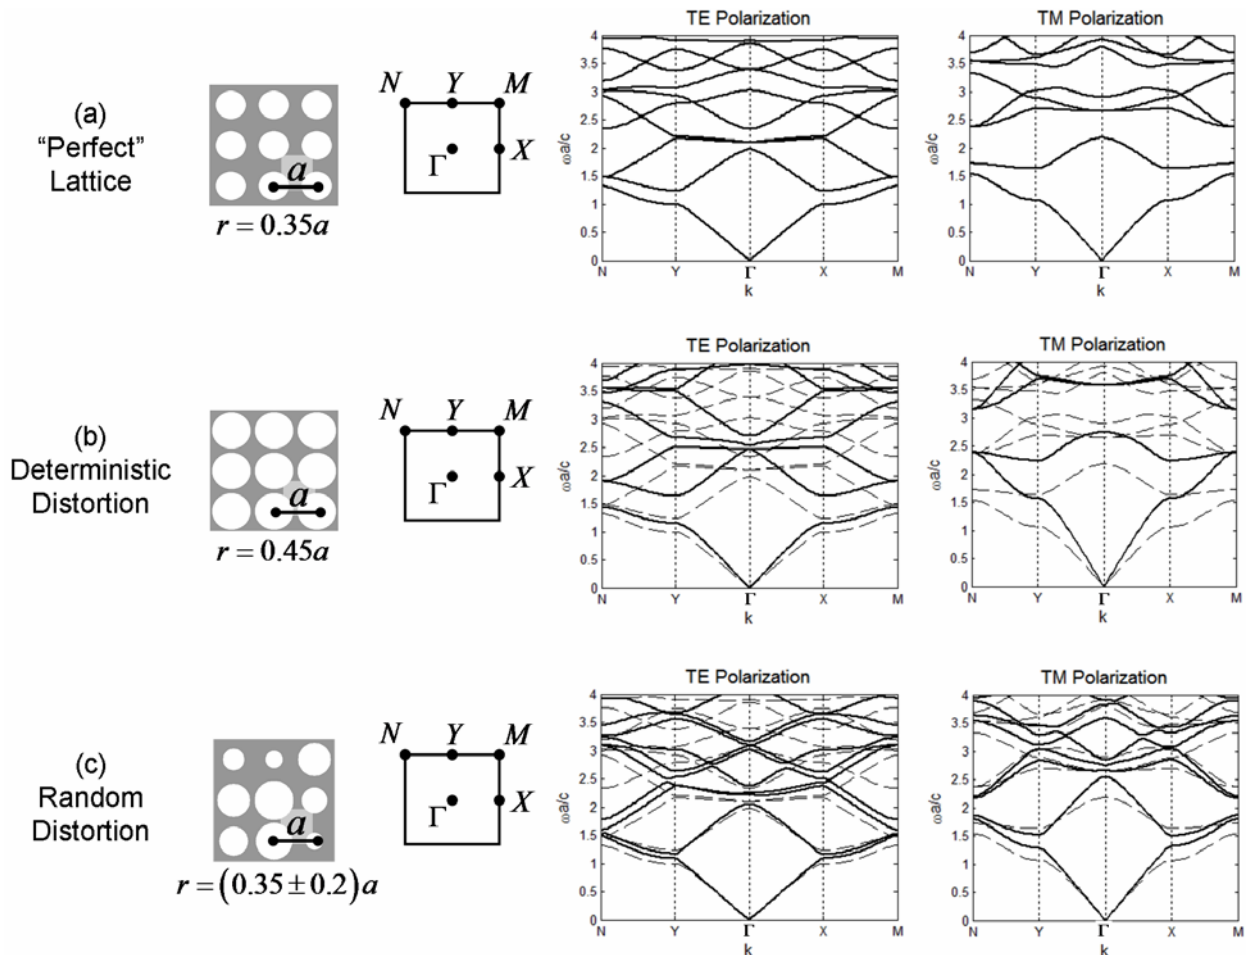 TE Polarization
TM Polarization
(a)
“Perfect”
Lattice
a
r = 0.35a
N Y M
Γ X
ωa/c
4
3.5
3
2.5
2
1.5
1
0.5
0
N Y Γ X M
k
ωa/c
4
3.5
3
2.5
2
1.5
1
0.5
0
N Y Γ X M
k
TE Polarization
TM Polarization
(b)
Deterministic
Distortion
a
r = 0.45a
N Y M
Γ X
ωa/c
4
3.5
3
2.5
2
1.5
1
0.5
0
N Y Γ X M
k
ωa/c
4
3.5
3
2.5
2
1.5
1
0.5
0
N Y Γ X M
k
TE Polarization
TM Polarization
(c)
Random
Distortion
a
r = (0.35 ± 0.2)a
N Y M
Γ X
ωa/c
4
3.5
3
2.5
2
1.5
1
0.5
0
N Y Γ X M
k
ωa/c
4
3.5
3
2.5
2
1.5
1
0.5
0
N Y Γ X M
k